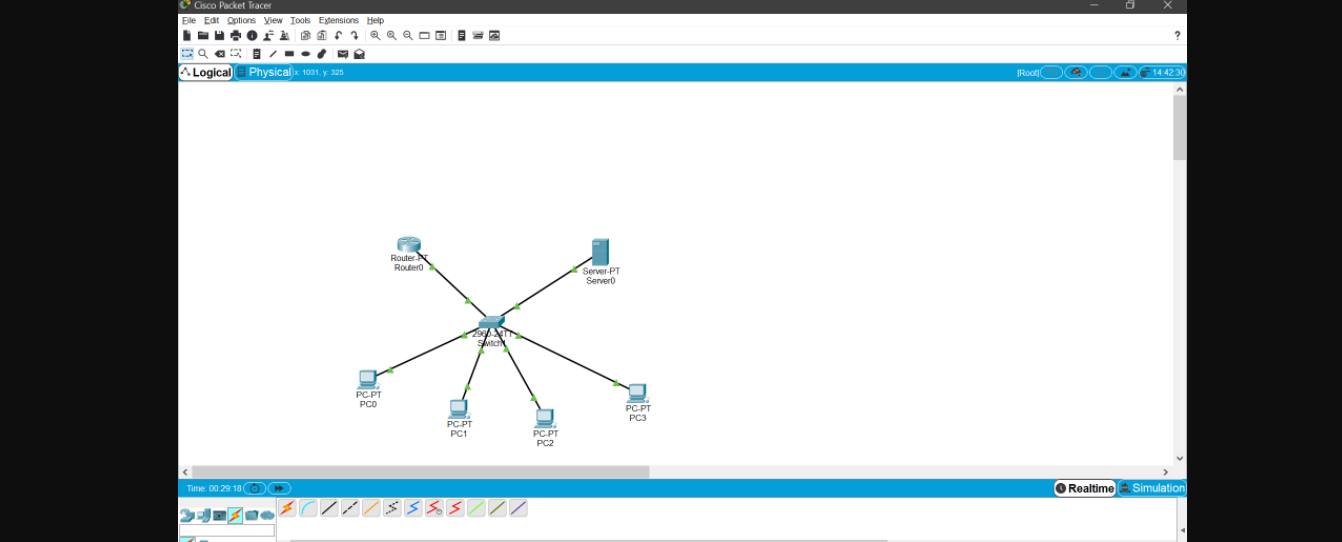 Cisco Packet Tracer
File Edit Options View Tools Extensions Help
?
Logical Physical x: 1031, y: 325 [Root] 14:42:30
Router-PT
Router0
Server-PT
Server0
2960-24TT
Switch1
PC-PT
PC0
PC-PT
PC1
PC-PT
PC2
PC-PT
PC3
Time: 00:29:18 Realtime Simulation